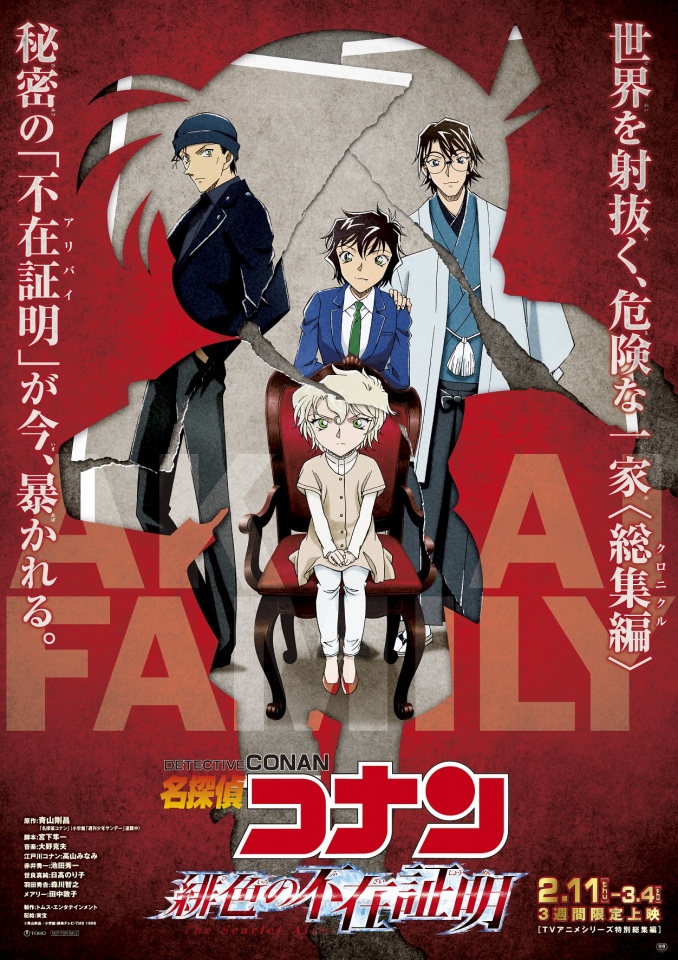 世界を射抜く、危険な一家〈総集編〉
クロニクル
秘密の「不在証明」が今、暴かれる。
アリバイ
AKAI
FAMILY
DETECTIVE CONAN
名探偵
コナン
緋色の不在証明
The Scarlet Al
原作:青山剛昌
脚本:宮下隼一
音楽:大野克夫
江戸川コナン:高山みなみ
赤井秀一:池田秀一
世良真純:日髙のり子
羽田秀吉:森川智之
メアリー:田中敦子
製作:トムス・エンタテインメント
配給:東宝
TOHO NOT FOR SALE
2.11 — 3.4
3週間限定上映
[TVアニメシリーズ特別総集編]